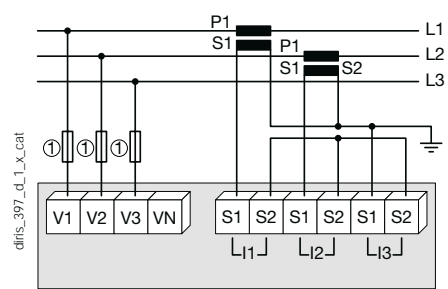 P1 L1
S1 P1 L2
S1 S2 L3
① ① ①
V1 V2 V3 VN S1 S2 S1 S2 S1 S2
I1 I2 I3
diris_397_d_1_x_cat